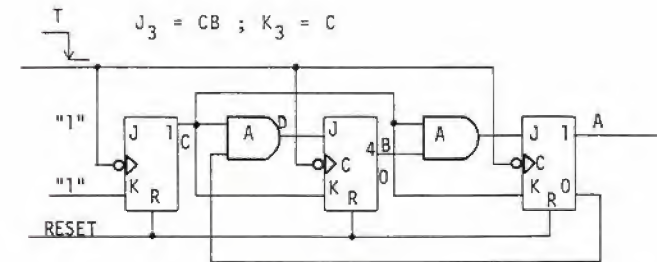 T
J3 = CB ; K3 = C
"1"
J 1
C
A
D
J
4 B
A
J 1
A
C
C
"1"
K
R
K
R
0
K 0
R
RESET